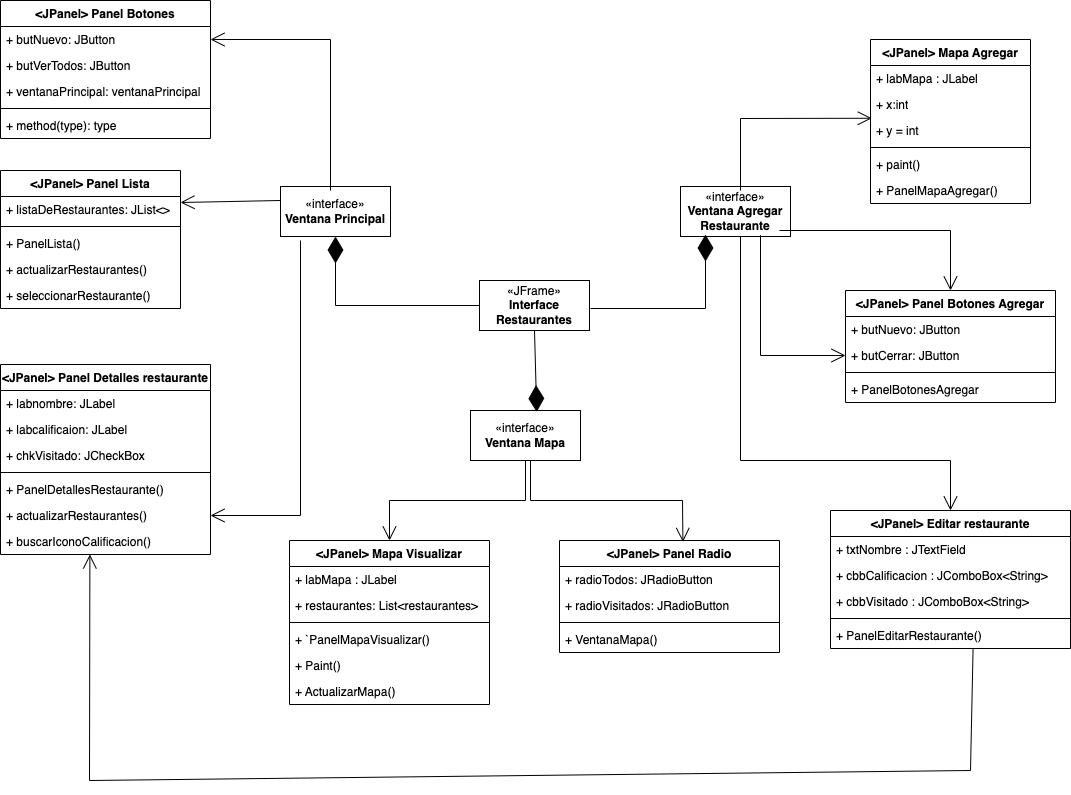 <JPanel> Panel Botones
+ butNuevo: JButton
+ butVerTodos: JButton
+ ventanaPrincipal: ventanaPrincipal
+ method(type): type
<JPanel> Panel Lista
+ listaDeRestaurantes: JList<>
+ PanelLista()
+ actualizarRestaurantes()
+ seleccionarRestaurante()
<JPanel> Panel Detalles restaurante
+ labnombre: JLabel
+ labcalificaion: JLabel
+ chkVisitado: JCheckBox
+ PanelDetallesRestaurante()
+ actualizarRestaurantes()
+ buscarIconoCalificacion()
«interface»
Ventana Principal
«JFrame»
Interface
Restaurantes
«interface»
Ventana Mapa
<JPanel> Mapa Visualizar
+ labMapa : JLabel
+ restaurantes: List<restaurantes>
+ `PanelMapaVisualizar()
+ Paint()
+ ActualizarMapa()
<JPanel> Panel Radio
+ radioTodos: JRadioButton
+ radioVisitados: JRadioButton
+ VentanaMapa()
«interface»
Ventana Agregar
Restaurante
<JPanel> Mapa Agregar
+ labMapa : JLabel
+ x:int
+ y = int
+ paint()
+ PanelMapaAgregar()
<JPanel> Panel Botones Agregar
+ butNuevo: JButton
+ butCerrar: JButton
+ PanelBotonesAgregar
<JPanel> Editar restaurante
+ txtNombre : JTextField
+ cbbCalificacion : JComboBox<String>
+ cbbVisitado : JComboBox<String>
+ PanelEditarRestaurante()